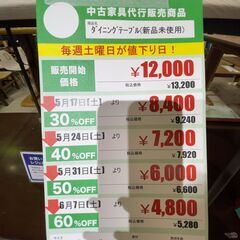 中古家具代行販売商品
商品名 ダイニングテーブル(新品未使用)
毎週土曜日が値下り日!
販売開始価格 ¥12,000
税込価格 ¥13,200
5月17日(土)より ¥8,400
30%OFF 税込価格 ¥9,240
5月24日(土)より ¥7,200
40%OFF 税込価格 ¥7,920
5月31日(土)より ¥6,000
50%OFF 税込価格 ¥6,600
6月7日(土)より ¥4,800
60%OFF 税込価格 ¥5,280